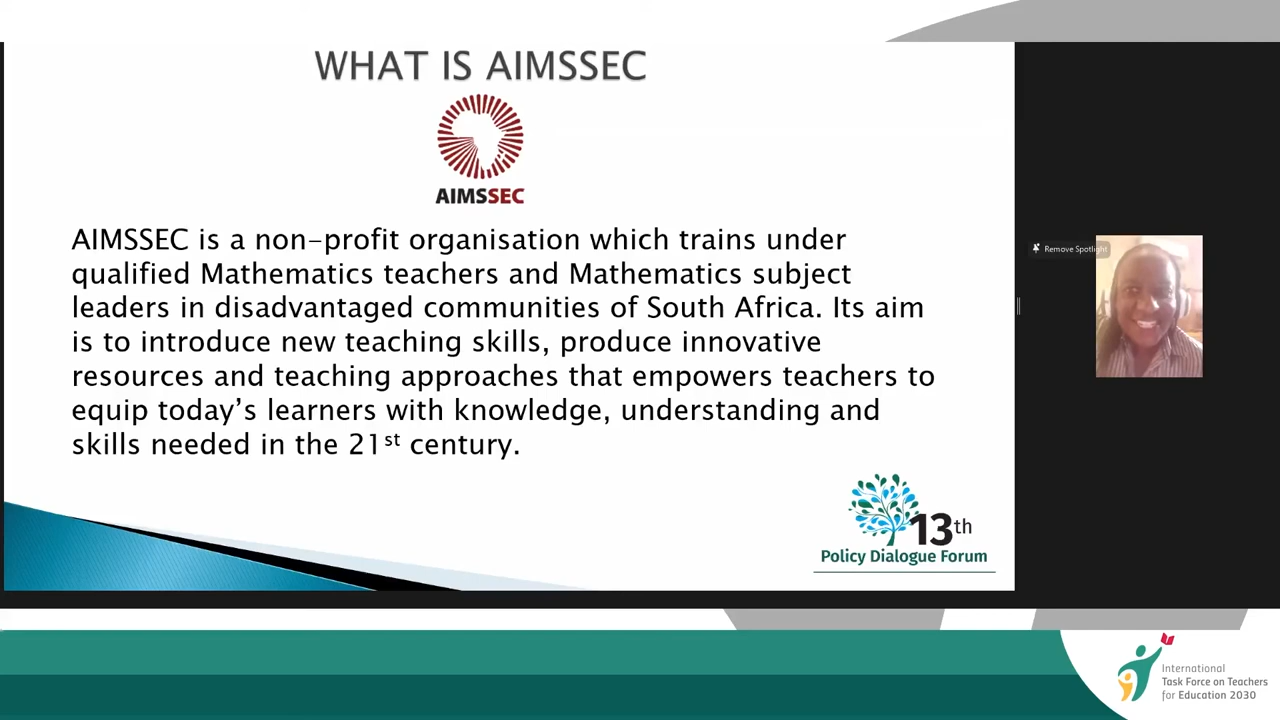 WHAT IS AIMSSEC
AIMSSEC
AIMSSEC is a non-profit organisation which trains under
qualified Mathematics teachers and Mathematics subject
leaders in disadvantaged communities of South Africa. Its aim
is to introduce new teaching skills, produce innovative
resources and teaching approaches that empowers teachers to
equip today's learners with knowledge, understanding and
skills needed in the 21st century.
13th
Policy Dialogue Forum
Remove Spotlight
International
Task Force on Teachers
for Education 2030